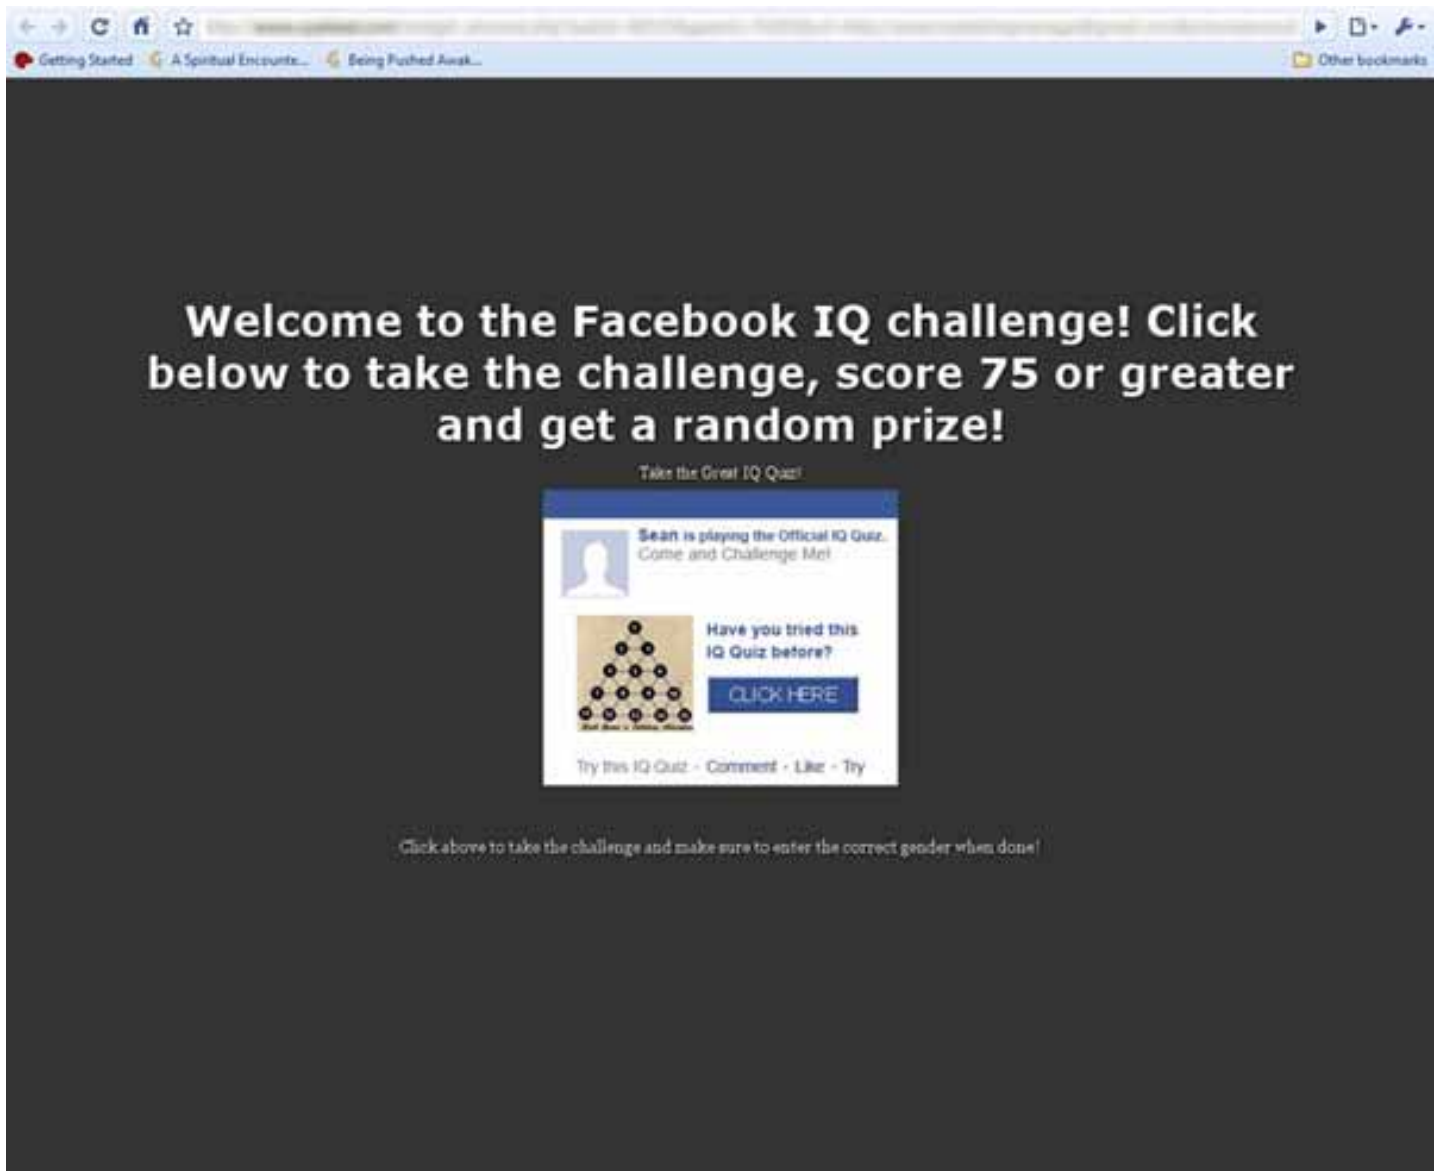 Getting Started A Spiritual Encounte... Being Pushed Awak... Other bookmarks
Welcome to the Facebook IQ challenge! Click
below to take the challenge, score 75 or greater
and get a random prize!
Take the Great IQ Quiz!
Sean is playing the Official IQ Quiz.
Come and Challenge Me!
Have you tried this
IQ Quiz before?
CLICK HERE
Try this IQ Quiz - Comment - Like - Try
Click above to take the challenge and make sure to enter the correct gender when done!